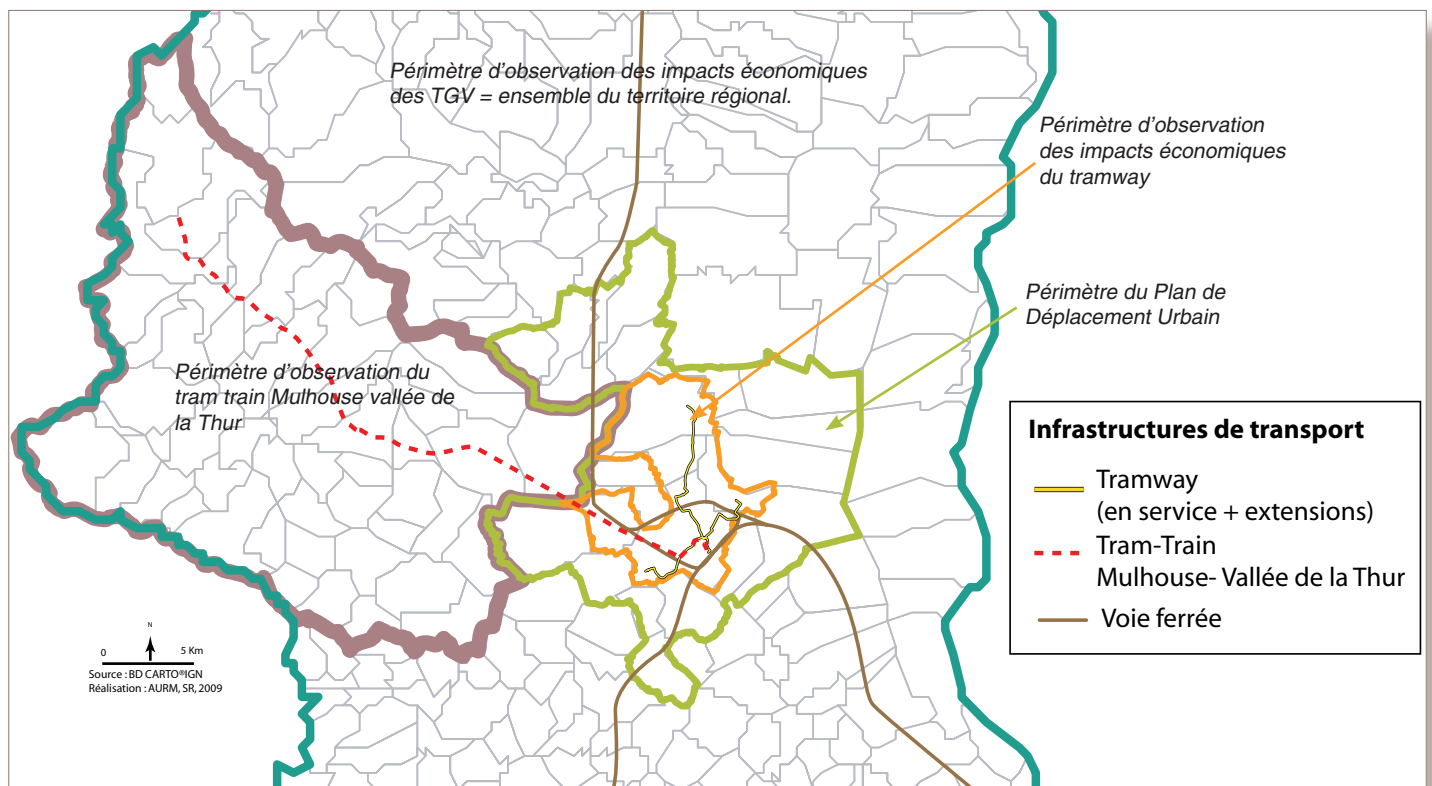 Périmètre d'observation des impacts économiques
des TGV = ensemble du territoire régional.
Périmètre d'observation
des impacts économiques
du tramway
Périmètre du Plan de
Déplacement Urbain
Périmètre d'observation du
tram train Mulhouse vallée de
la Thur
Infrastructures de transport
Tramway
(en service + extensions)
Tram-Train
Mulhouse- Vallée de la Thur
Voie ferrée
N
0 5 Km
Source : BD CARTO®IGN
Réalisation : AURM, SR, 2009